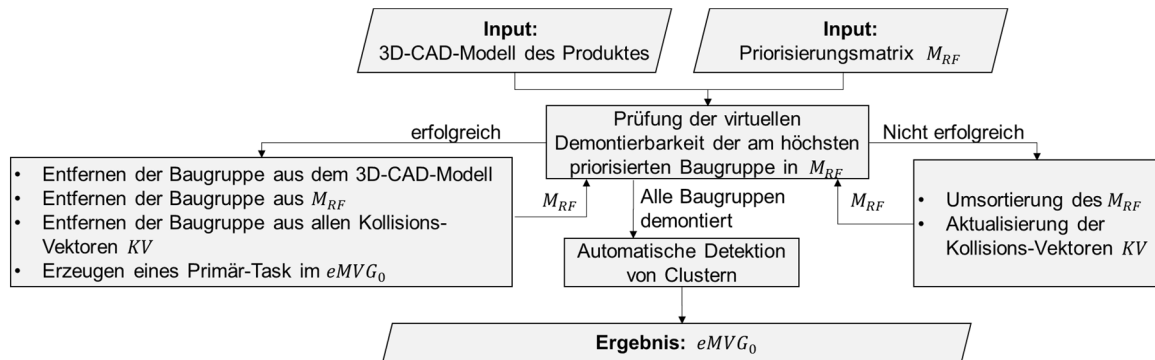 Input:
3D-CAD-Modell des Produktes
Input:
Priorisierungsmatrix M_RF
Prüfung der virtuellen
Demontierbarkeit der am höchsten
priorisierten Baugruppe in M_RF
erfolgreich
Nicht erfolgreich
• Entfernen der Baugruppe aus dem 3D-CAD-Modell
• Entfernen der Baugruppe aus M_RF
• Entfernen der Baugruppe aus allen Kollisions-
Vektoren KV
• Erzeugen eines Primär-Task im eMVG_0
M_RF
Alle Baugruppen
demontiert
M_RF
• Umsortierung des M_RF
• Aktualisierung der
Kollisions-Vektoren KV
Automatische Detektion
von Clustern
Ergebnis: eMVG_0